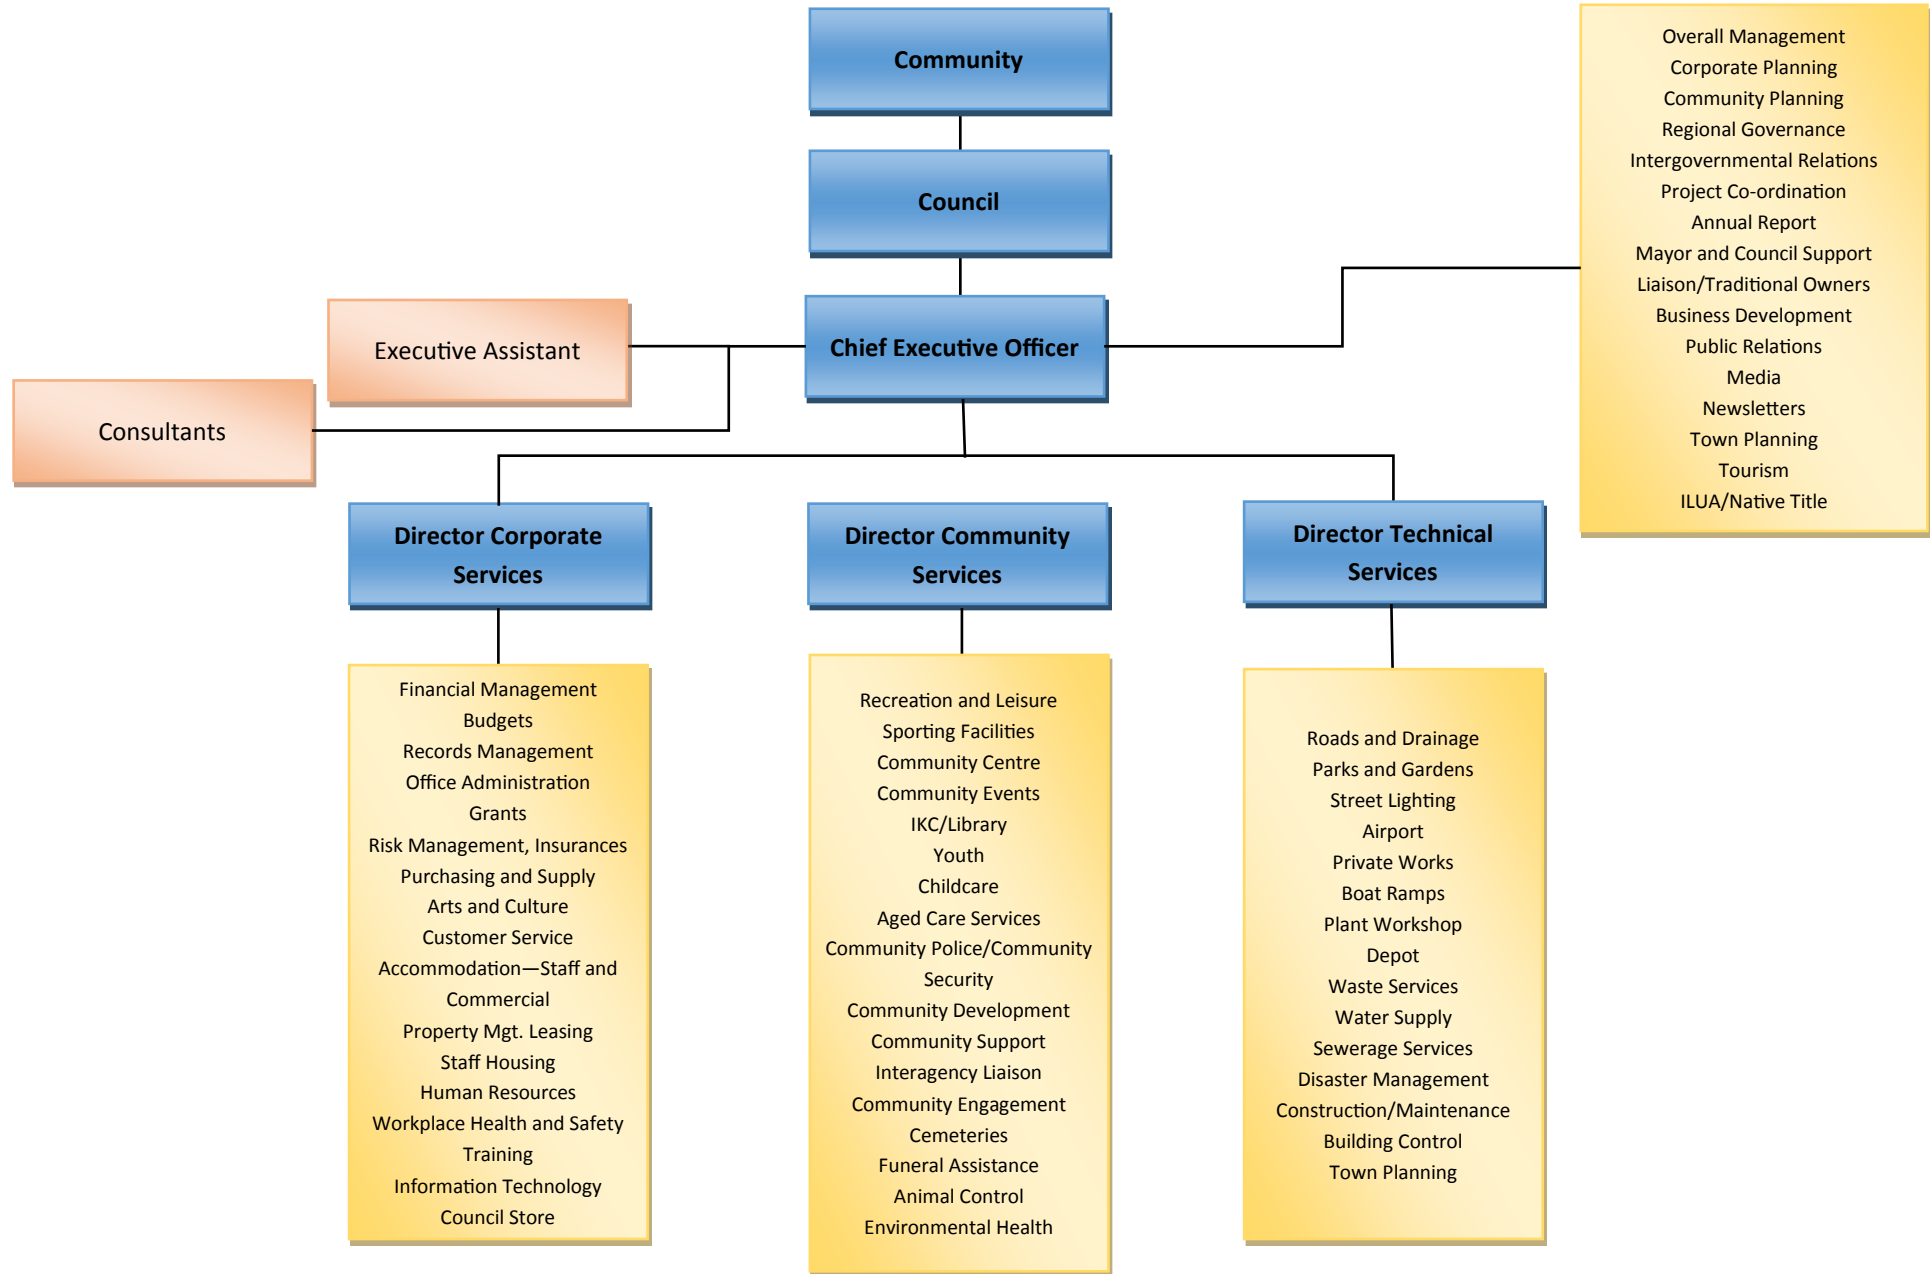 Community
Council
Chief Executive Officer
Executive Assistant
Consultants
Overall Management
Corporate Planning
Community Planning
Regional Governance
Intergovernmental Relations
Project Co-ordination
Annual Report
Mayor and Council Support
Liaison/Traditional Owners
Business Development
Public Relations
Media
Newsletters
Town Planning
Tourism
ILUA/Native Title
Director Corporate
Services
Financial Management
Budgets
Records Management
Office Administration
Grants
Risk Management, Insurances
Purchasing and Supply
Arts and Culture
Customer Service
Accommodation—Staff and
Commercial
Property Mgt. Leasing
Staff Housing
Human Resources
Workplace Health and Safety
Training
Information Technology
Council Store
Director Community
Services
Recreation and Leisure
Sporting Facilities
Community Centre
Community Events
IKC/Library
Youth
Childcare
Aged Care Services
Community Police/Community
Security
Community Development
Community Support
Interagency Liaison
Community Engagement
Cemeteries
Funeral Assistance
Animal Control
Environmental Health
Director Technical
Services
Roads and Drainage
Parks and Gardens
Street Lighting
Airport
Private Works
Boat Ramps
Plant Workshop
Depot
Waste Services
Water Supply
Sewerage Services
Disaster Management
Construction/Maintenance
Building Control
Town Planning